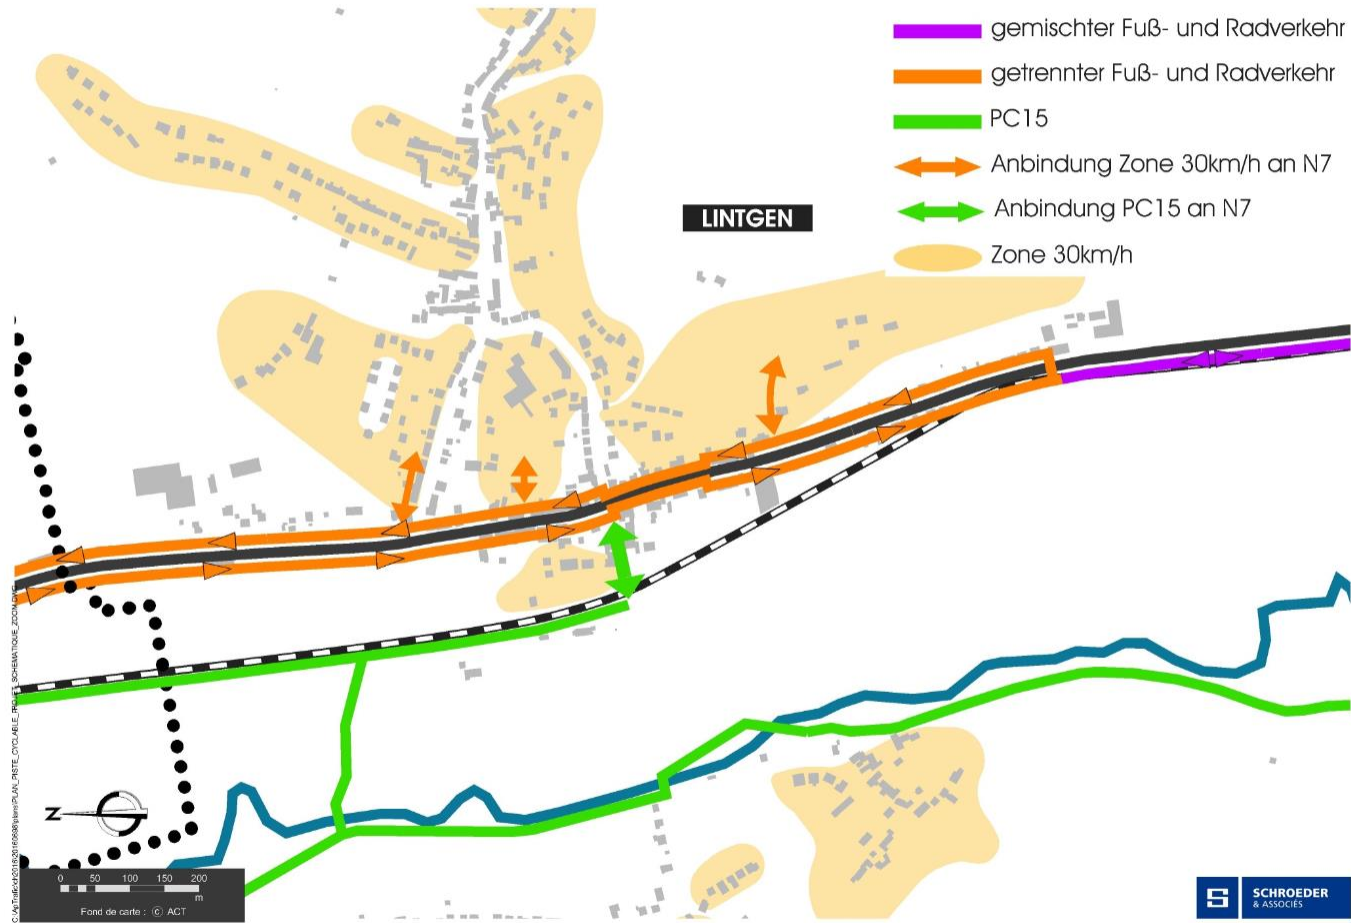 gemischter Fuß- und Radverkehr
getrennter Fuß- und Radverkehr
PC15
Anbindung Zone 30km/h an N7
LINTGEN
Anbindung PC15 an N7
Zone 30km/h
N
0 50 100 150 200
m
Fond de carte : © ACT
S SCHROEDER
& ASSOCIÉS